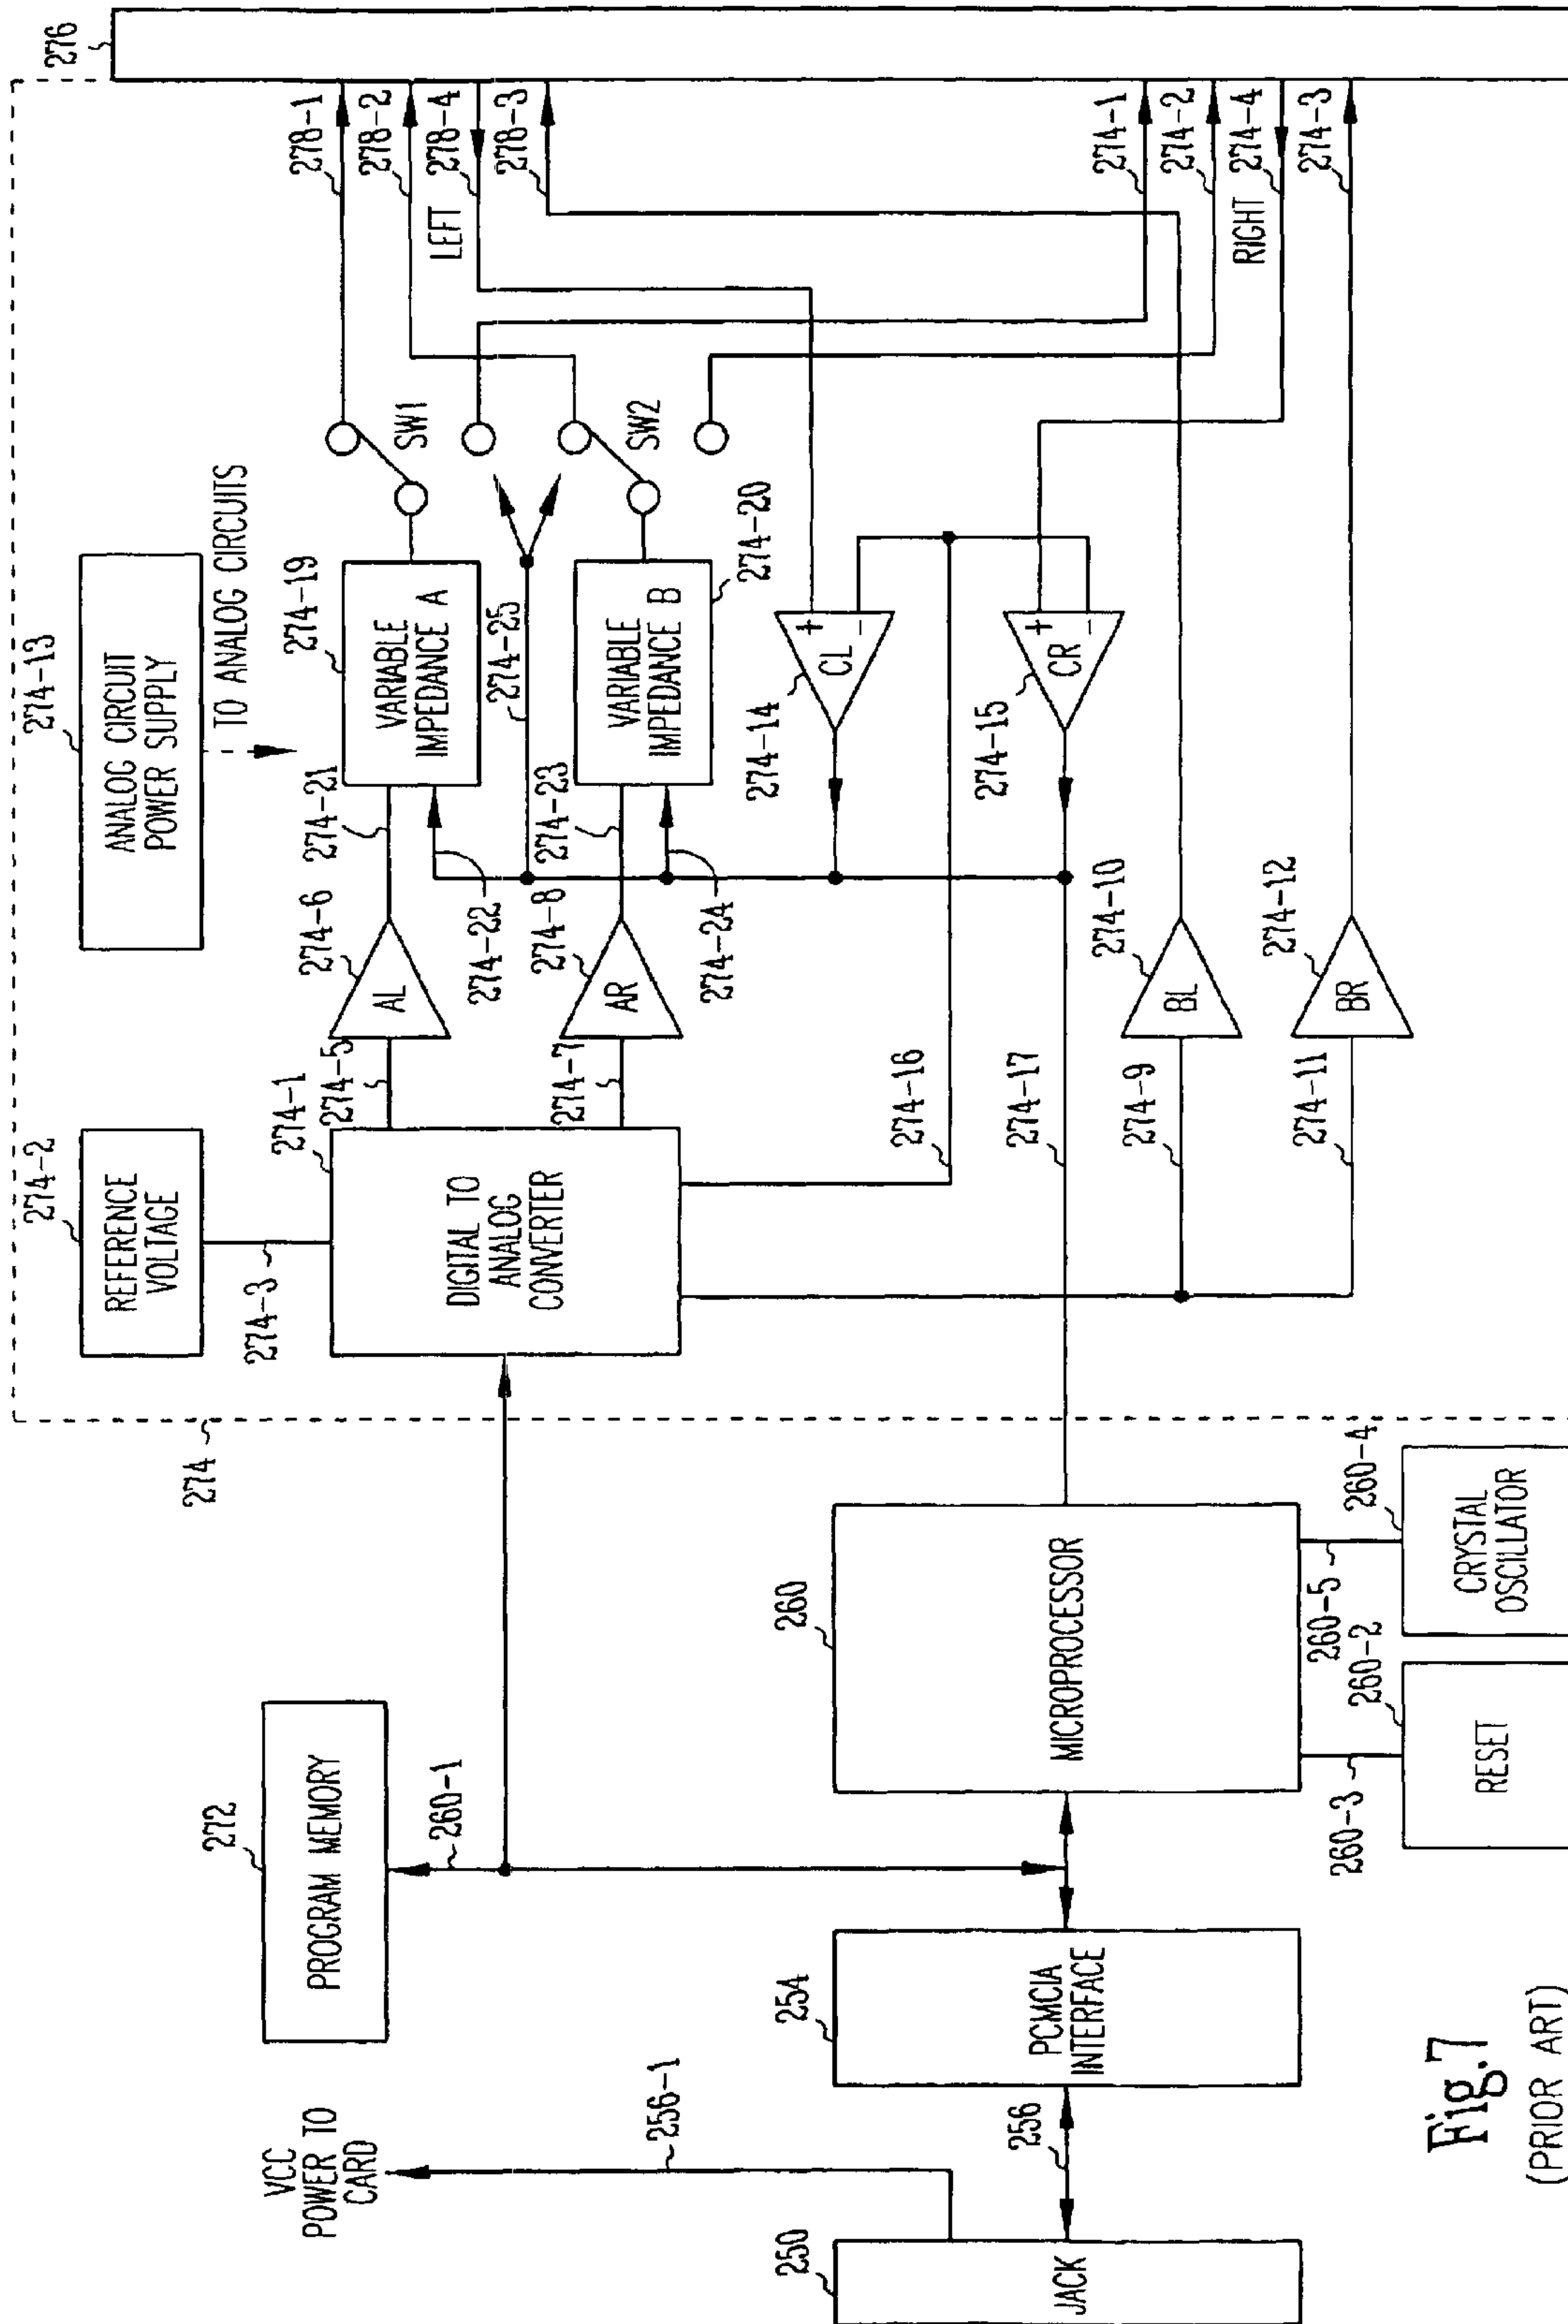 274-2
REFERENCE
VOLTAGE
274-3
274-13
ANALOG CIRCUIT
POWER SUPPLY
TO ANALOG CIRCUITS
276
274
274-1
DIGITAL TO
ANALOG
CONVERTER
274-5
274-6
AL
274-21
274-22
274-19
VARIABLE
IMPEDANCE A
274-25
SW1
278-1
278-2
278-4
278-3
LEFT
274-7
274-8
AR
274-23
274-24
VARIABLE
IMPEDANCE B
274-20
SW2
274-14
CL
+
-
274-15
CR
+
-
274-16
274-17
274-9
274-10
BL
274-11
274-12
BR
274-1
274-2
274-4
274-3
RIGHT
272
PROGRAM MEMORY
260-1
VCC
POWER TO
CARD
256-1
250
JACK
256
254
PCMCIA
INTERFACE
260
MICROPROCESSOR
260-3
260-2
RESET
260-5
260-4
CRYSTAL
OSCILLATOR
Fig.7
(PRIOR ART)